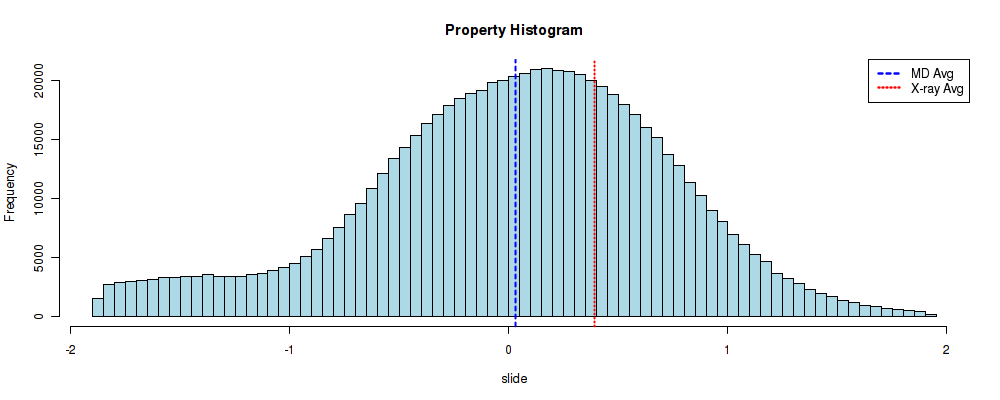 Property Histogram
MD Avg
X-ray Avg
Frequency
20000
15000
10000
5000
0
-2
-1
0
1
2
slide